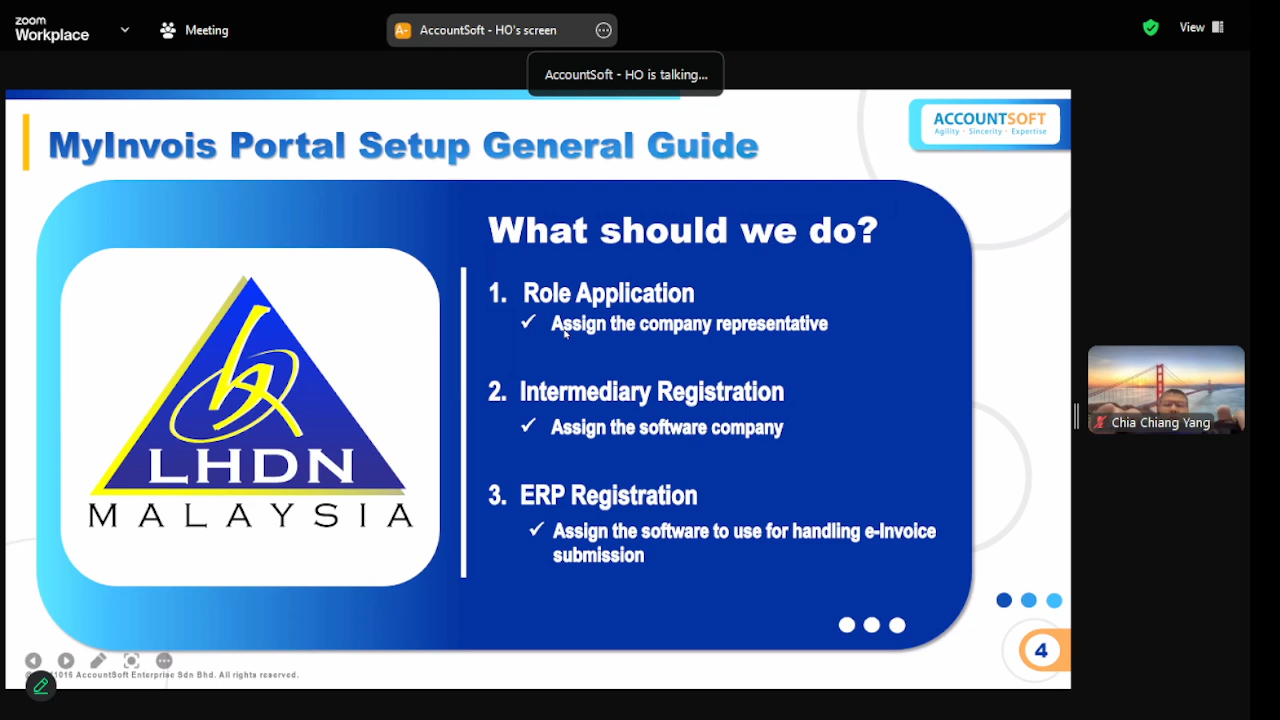 zoom
Workplace
Meeting
A-
AccountSoft - HO's screen
View
AccountSoft - HO is talking...
MyInvois Portal Setup General Guide
ACCOUNTSOFT
Agility · Sincerity · Expertise
What should we do?
1. Role Application
✓ Assign the company representative
2. Intermediary Registration
✓ Assign the software company
3. ERP Registration
✓ Assign the software to use for handling e-Invoice
submission
LHDN
MALAYSIA
Chia Chiang Yang
4
AccountSoft Enterprise Sdn Bhd. All rights reserved.